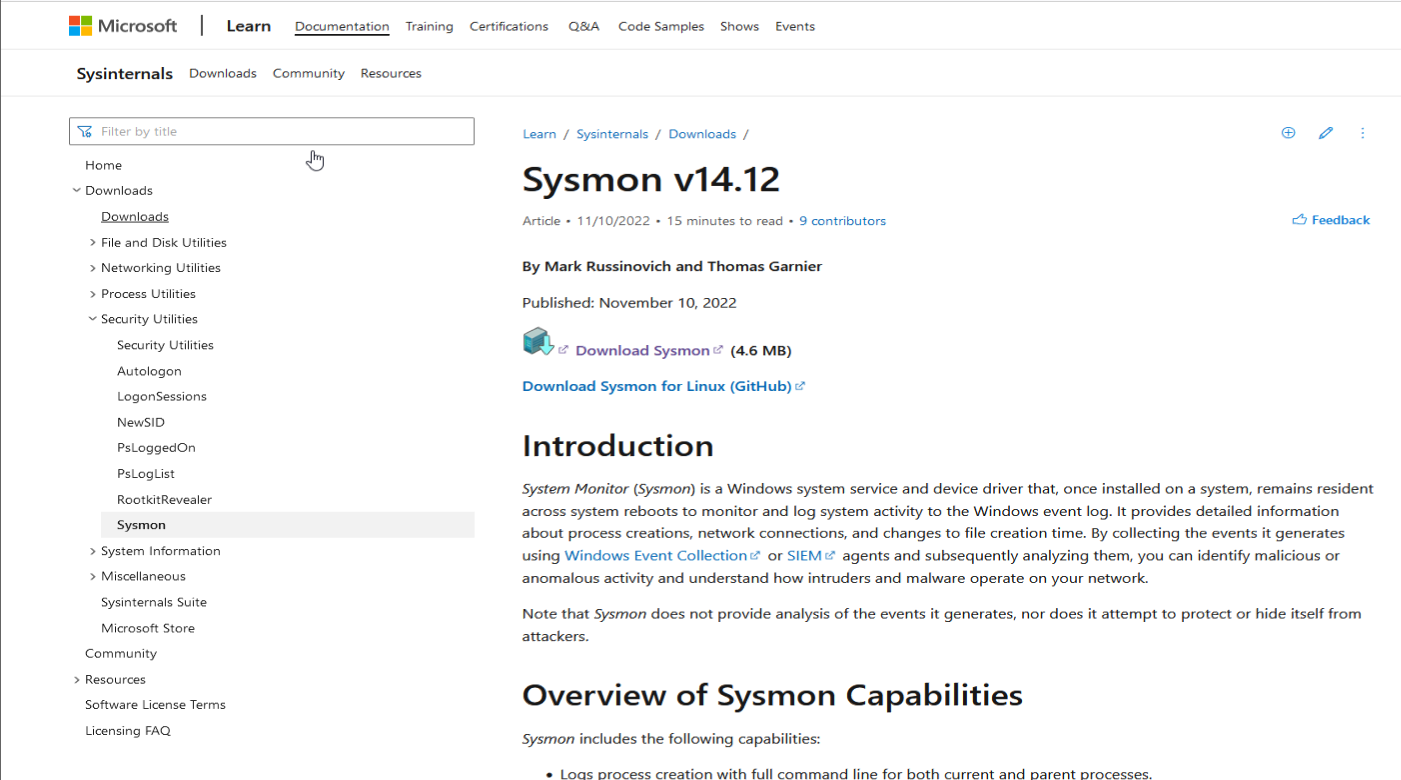 Microsoft | Learn Documentation Training Certifications Q&A Code Samples Shows Events
Sysinternals Downloads Community Resources
Filter by title
Home
Downloads
Downloads
File and Disk Utilities
Networking Utilities
Process Utilities
Security Utilities
Security Utilities
Autologon
LogonSessions
NewSID
PsLoggedOn
PsLogList
RootkitRevealer
Sysmon
System Information
Miscellaneous
Sysinternals Suite
Microsoft Store
Community
Resources
Software License Terms
Licensing FAQ
Learn / Sysinternals / Downloads /
Sysmon v14.12
Article • 11/10/2022 • 15 minutes to read • 9 contributors
Feedback
By Mark Russinovich and Thomas Garnier
Published: November 10, 2022
Download Sysmon (4.6 MB)
Download Sysmon for Linux (GitHub)
Introduction
System Monitor (Sysmon) is a Windows system service and device driver that, once installed on a system, remains resident
across system reboots to monitor and log system activity to the Windows event log. It provides detailed information
about process creations, network connections, and changes to file creation time. By collecting the events it generates
using Windows Event Collection or SIEM agents and subsequently analyzing them, you can identify malicious or
anomalous activity and understand how intruders and malware operate on your network.
Note that Sysmon does not provide analysis of the events it generates, nor does it attempt to protect or hide itself from
attackers.
Overview of Sysmon Capabilities
Sysmon includes the following capabilities:
• Logs process creation with full command line for both current and parent processes.